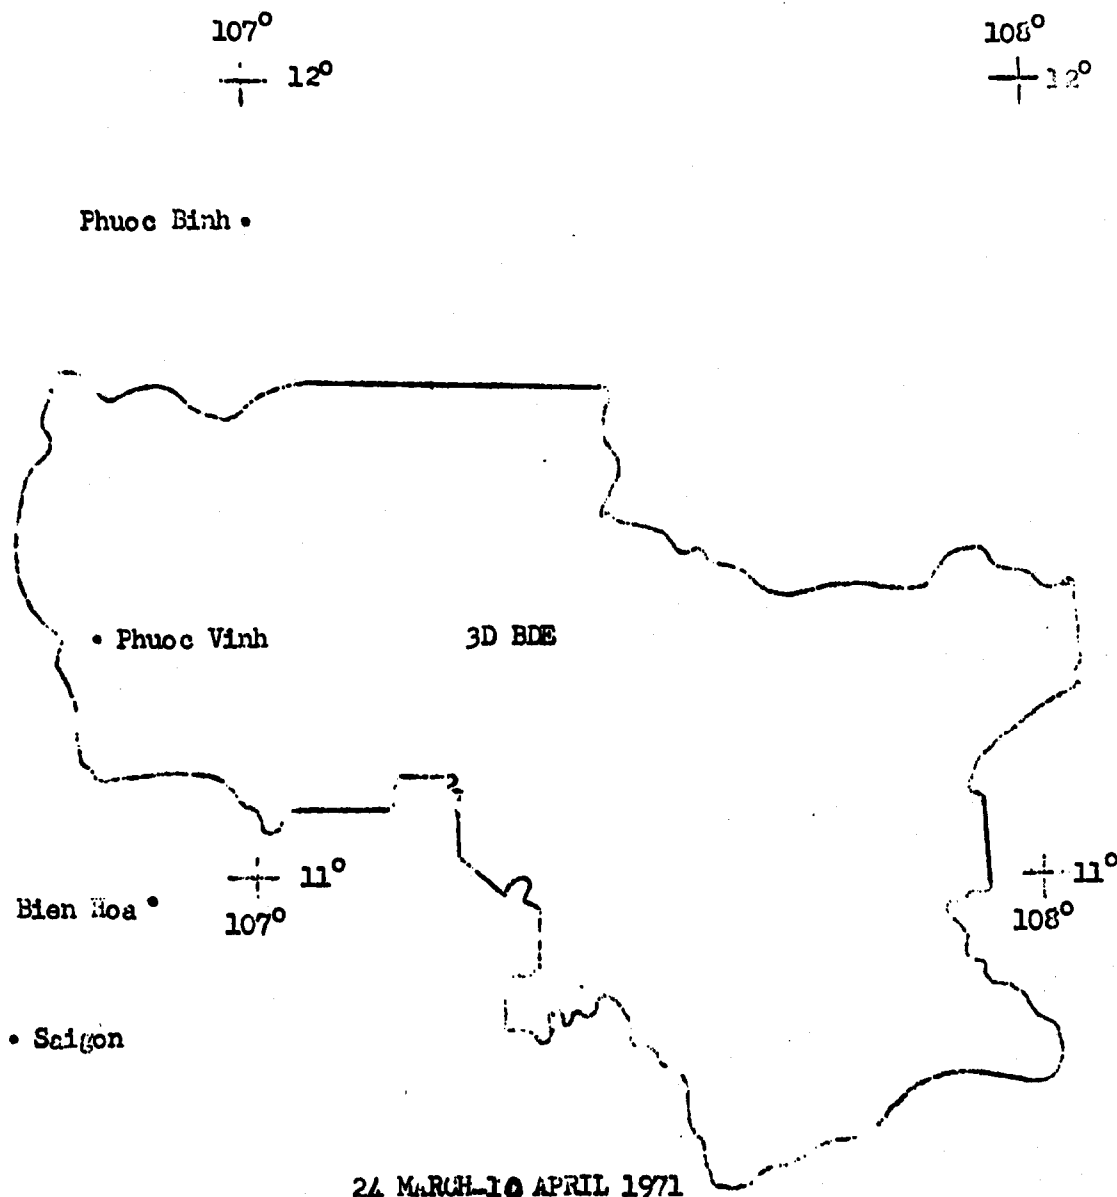 107° 108°
12° 12°
Phuoc Binh
Phuoc Vinh 3D BDE
11° 11°
Bien Hoa 107° 108°
Saigon
24 MARCH-10 APRIL 1971